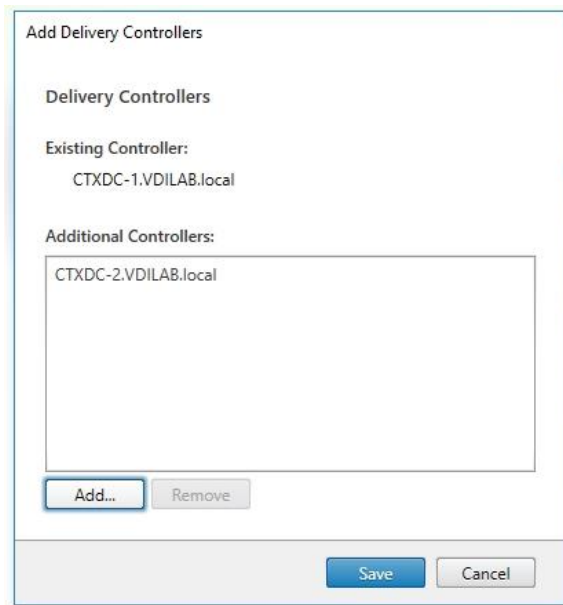 Add Delivery Controllers
Delivery Controllers
Existing Controller:
CTXDC-1.VDILAB.local
Additional Controllers:
CTXDC-2.VDILAB.local
Add... Remove
Save Cancel